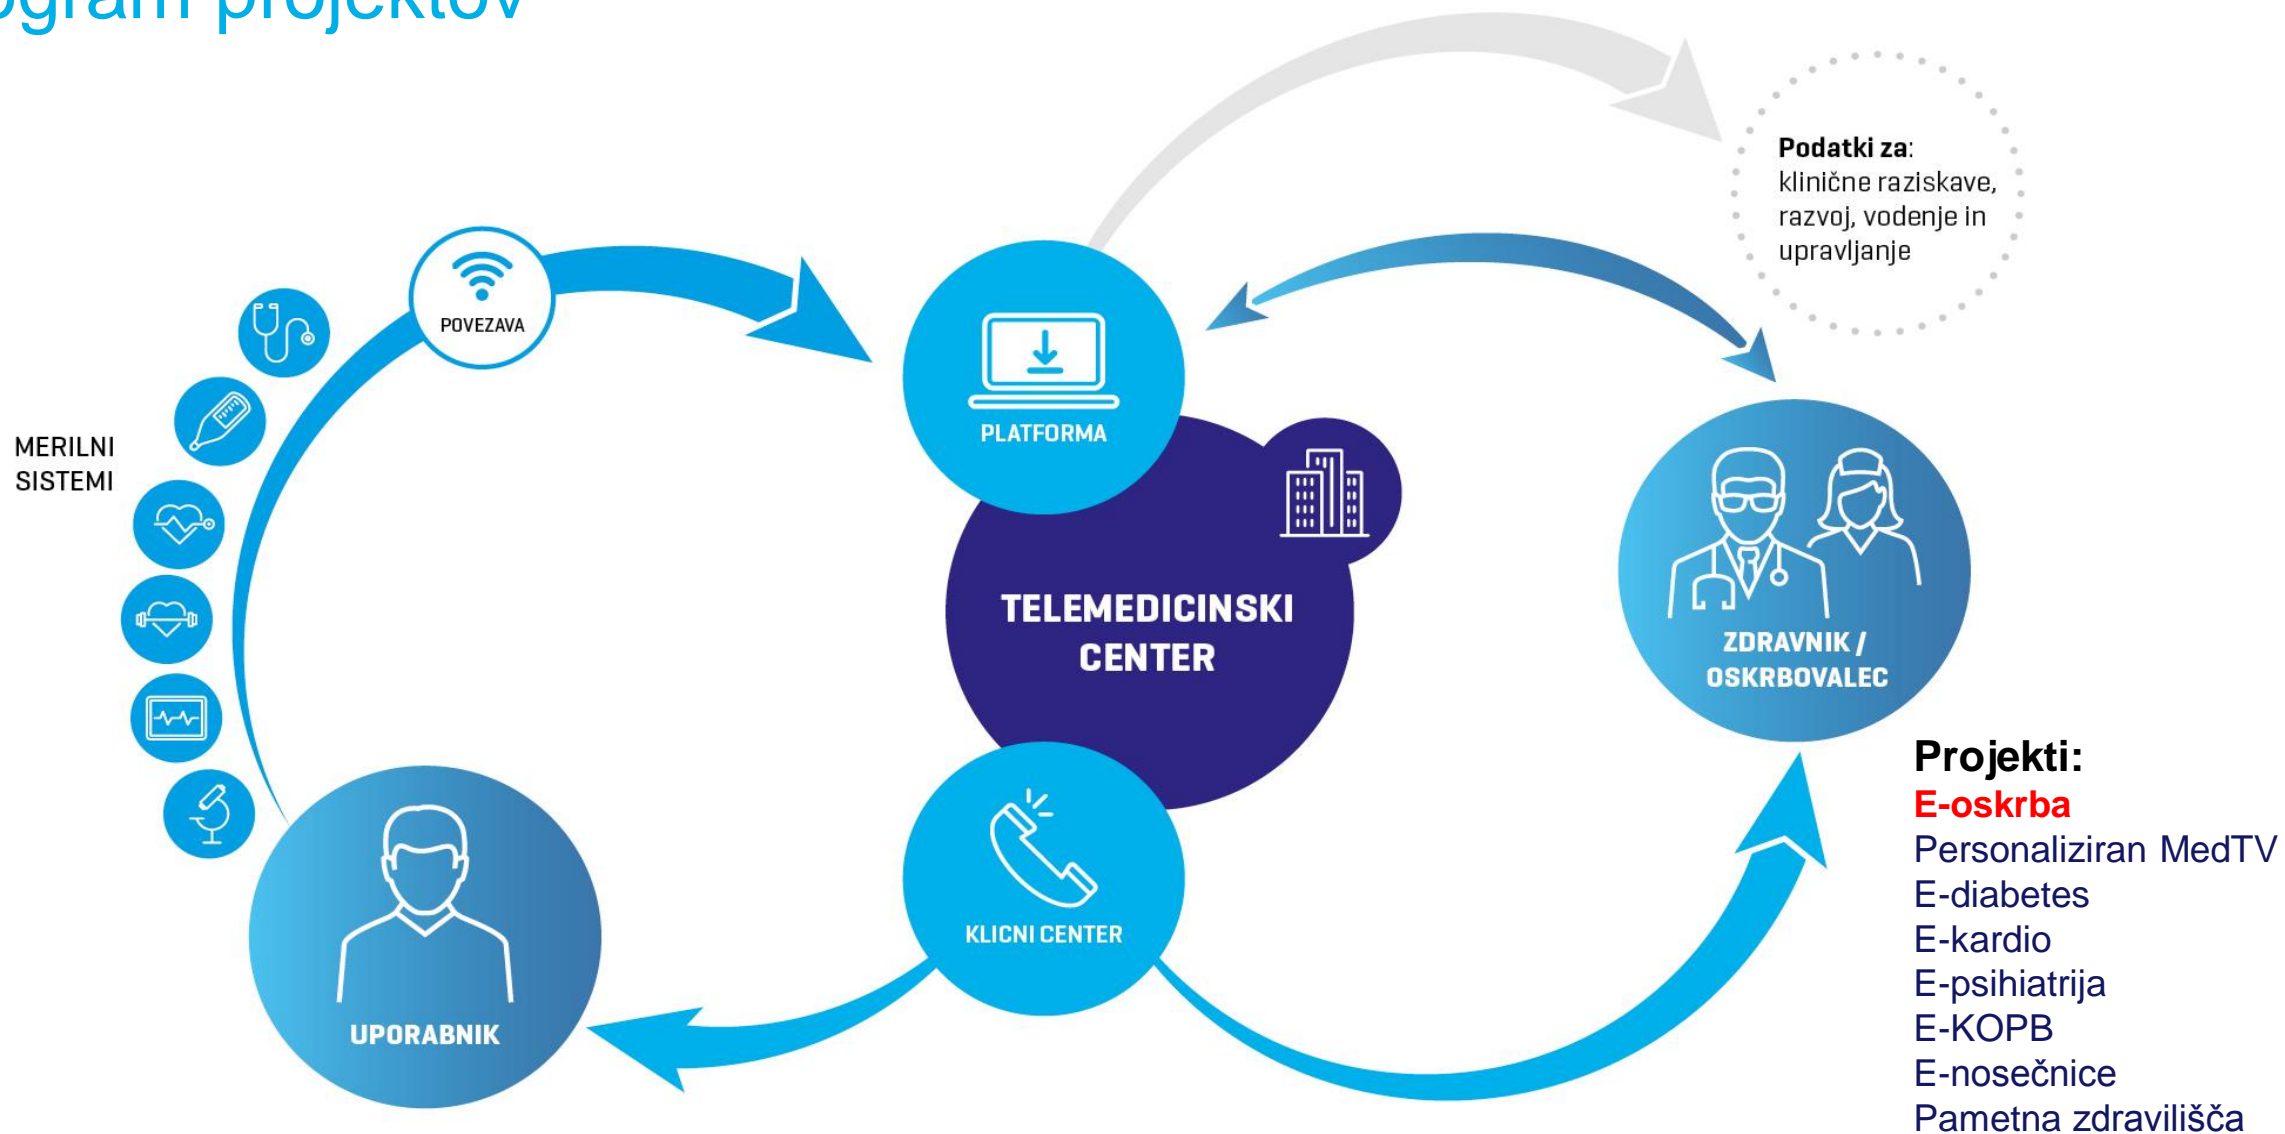 projektov
Podatki za:
klinične raziskave,
razvoj, vodenje in
upravljanje
POVEZAVA
MERILNI
SISTEMI
PLATFORMA
TELEMEDICINSKI
CENTER
ZDRAVNIK /
OSKRBOVALEC
KLICNI CENTER
UPORABNIK
Projekti:
E-oskrba
Personaliziran MedTV
E-diabetes
E-kardio
E-psihiatrija
E-KOPB
E-nosečnice
Pametna zdravilišča